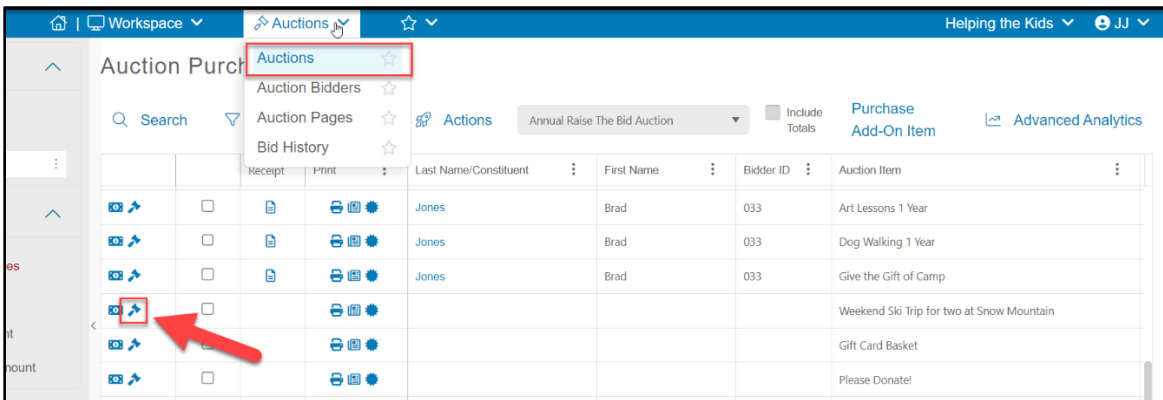 | Workspace Auctions Helping the Kids JJ
Auction Purch
Auctions
Auction Bidders
Auction Pages
Bid History
Search Actions Annual Raise The Bid Auction Include Totals Purchase Add-On Item Advanced Analytics
Receipt Print Last Name/Constituent First Name Bidder ID Auction Item
Jones Brad 033 Art Lessons 1 Year
Jones Brad 033 Dog Walking 1 Year
es
Jones Brad 033 Give the Gift of Camp
Weekend Ski Trip for two at Snow Mountain
nt
Gift Card Basket
mount
Please Donate!